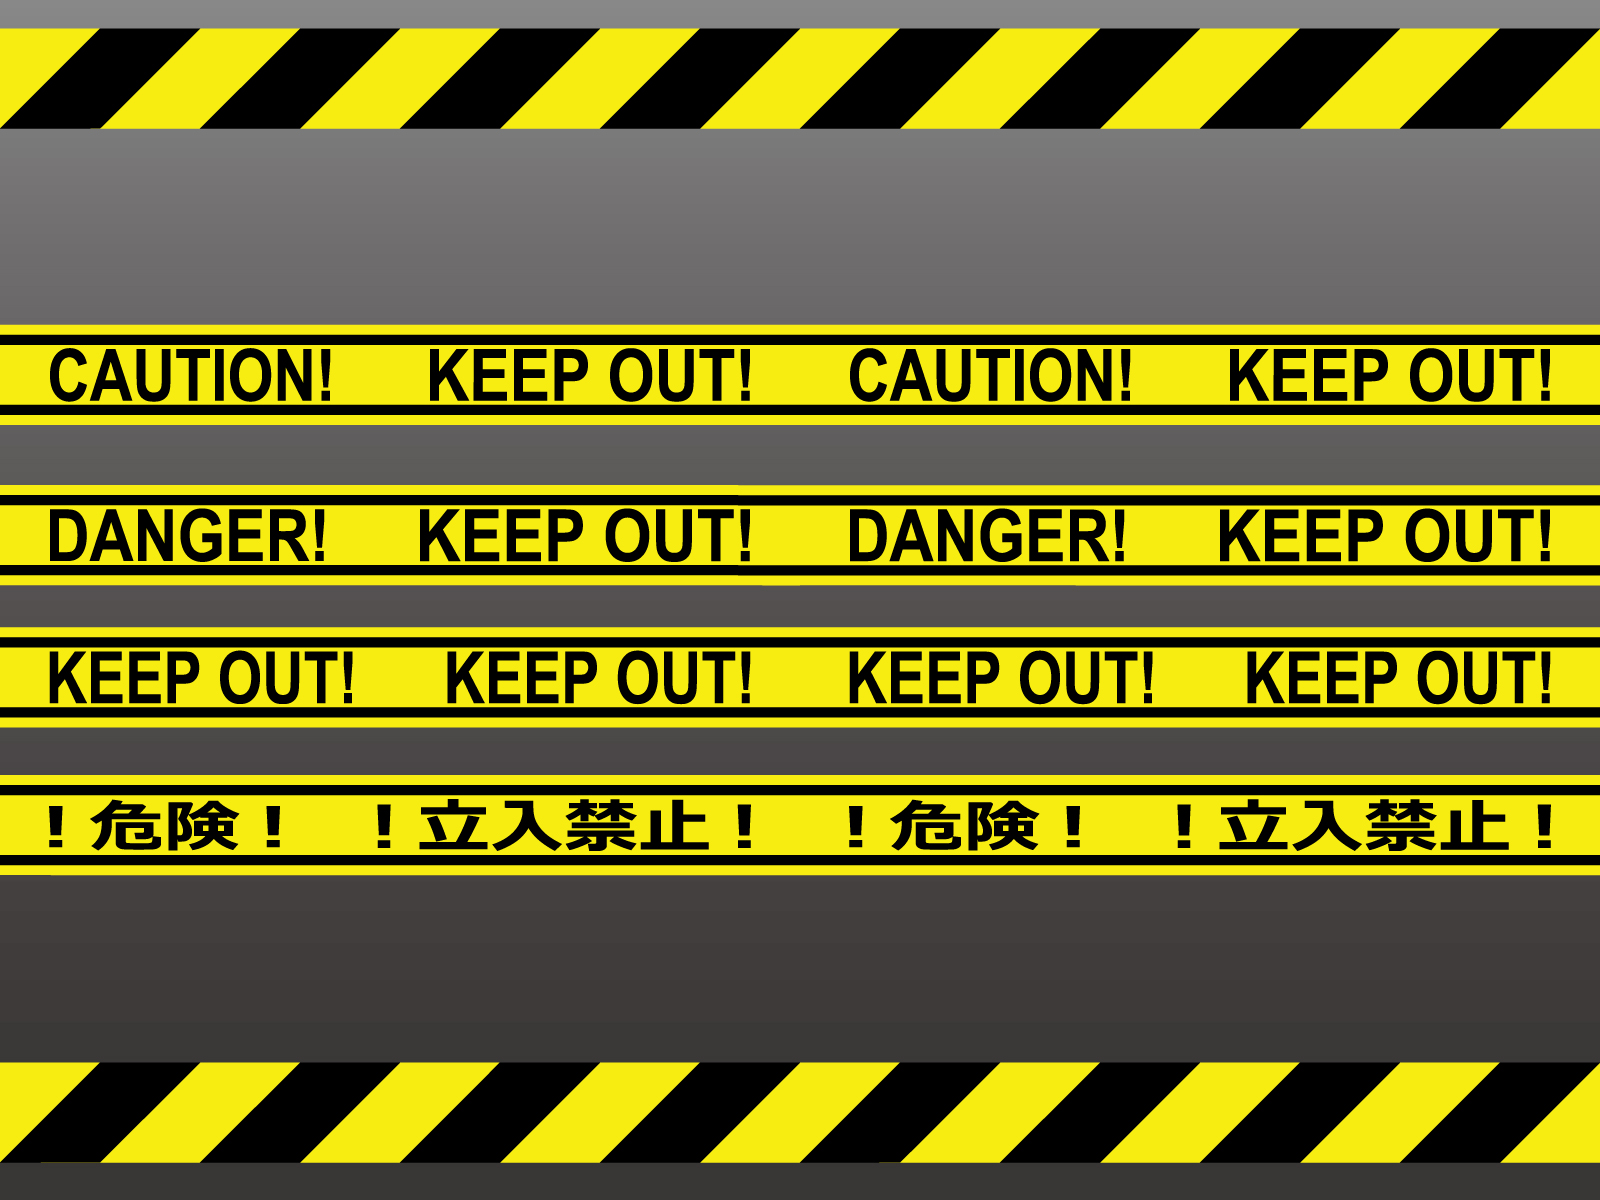 CAUTION! KEEP OUT! CAUTION! KEEP OUT!
DANGER! KEEP OUT! DANGER! KEEP OUT!
KEEP OUT! KEEP OUT! KEEP OUT! KEEP OUT!
！危険！ ！立入禁止！ ！危険！ ！立入禁止！